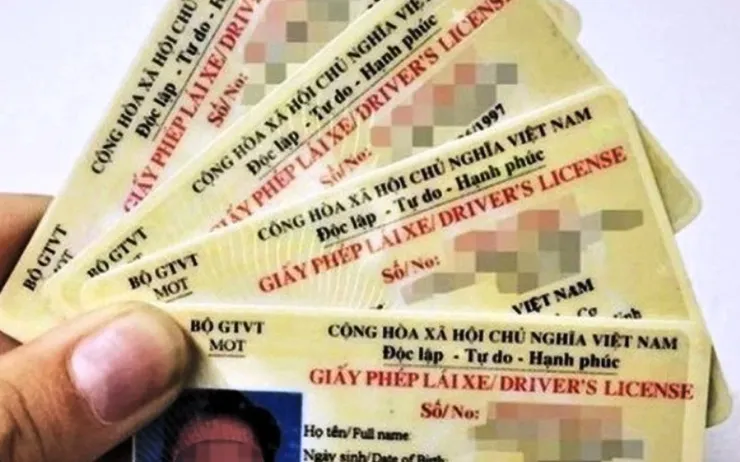 CỘNG HÒA XÃ HỘI CHỦ NGHĨA
Độc lập - Tự do -
GIẤY PHÉP LÁI XE/DRIVER
Số/No:
BỘ GTVT
MOT
CỘNG HÒA XÃ HỘI CHỦ NGHĨA VIỆT NAM
Độc lập - Tự do - Hạnh phúc
GIẤY PHÉP LÁI XE/DRIVER'S LICENSE
Số/No:
/1997
BỘ GTVT
MOT
CỘNG HÒA XÃ HỘI CHỦ NGHĨA VIỆT NAM
Độc lập - Tự do - Hạnh phúc
GIẤY PHÉP LÁI XE/DRIVER'S LICENSE
Số/No:
VIỆT NAM
BỘ GTVT
MOT
CỘNG HÒA XÃ HỘI CHỦ NGHĨA VIỆT NAM
Độc lập - Tự do - Hạnh phúc
GIẤY PHÉP LÁI XE/DRIVER'S LICENSE
Số/No:
Họ tên/Full name
Ngày sinh/Date of Birth